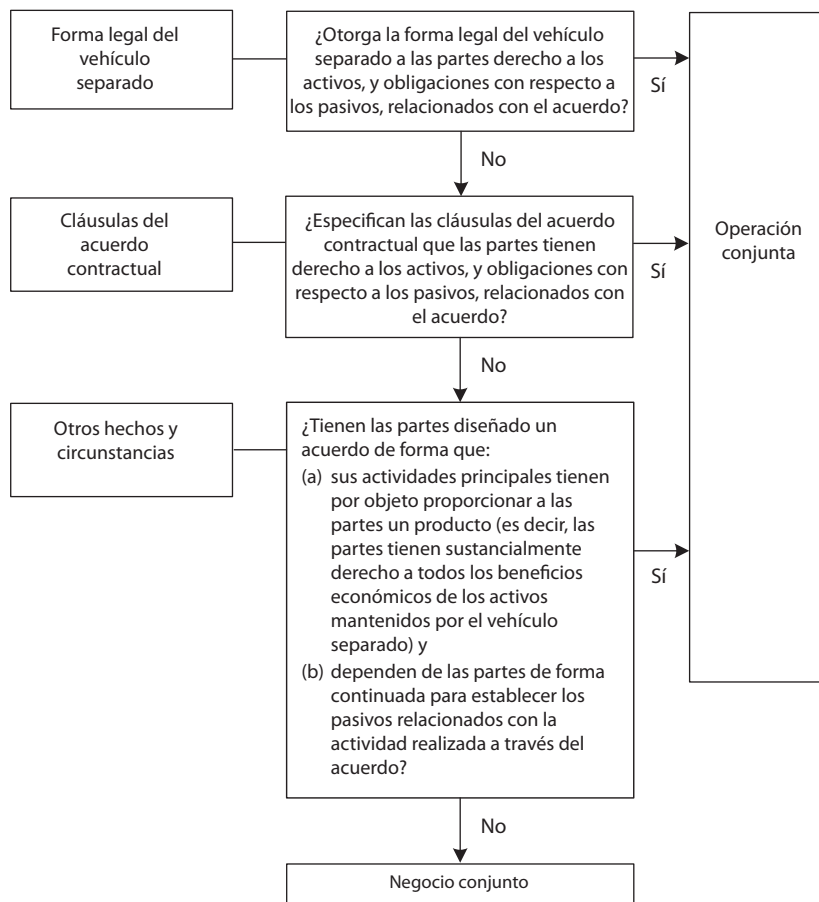 Forma legal del
vehículo
separado
¿Otorga la forma legal del vehículo
separado a las partes derecho a los
activos, y obligaciones con respecto a
los pasivos, relacionados con el acuerdo?
Sí
No
Cláusulas del
acuerdo
contractual
¿Especifican las cláusulas del acuerdo
contractual que las partes tienen
derecho a los activos, y obligaciones con
respecto a los pasivos, relacionados con
el acuerdo?
Sí
Operación
conjunta
No
Otros hechos y
circunstancias
¿Tienen las partes diseñado un
acuerdo de forma que:
(a) sus actividades principales tienen
por objeto proporcionar a las
partes un producto (es decir, las
partes tienen sustancialmente
derecho a todos los beneficios
económicos de los activos
mantenidos por el vehículo
separado) y
(b) dependen de las partes de forma
continuada para establecer los
pasivos relacionados con la
actividad realizada a través del
acuerdo?
Sí
No
Negocio conjunto